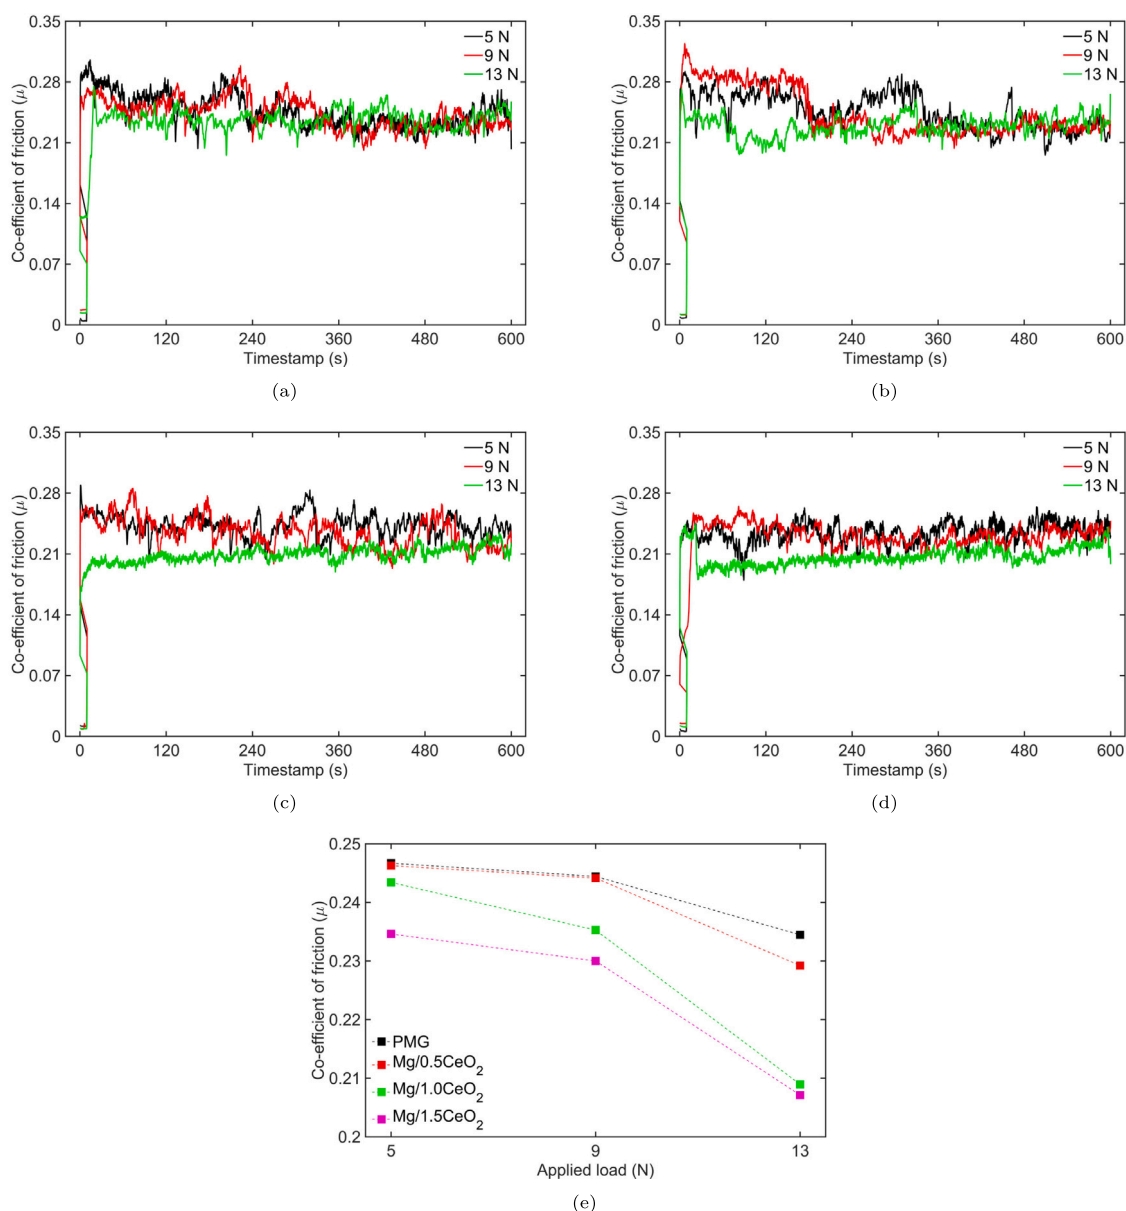 0.35
0.28
0.21
0.14
0.07
0
Co-efficient of friction (μ)
5 N
9 N
13 N
0 120 240 360 480 600
Timestamp (s)
(a)
0.35
0.28
0.21
0.14
0.07
0
Co-efficient of friction (μ)
5 N
9 N
13 N
0 120 240 360 480 600
Timestamp (s)
(b)
0.35
0.28
0.21
0.14
0.07
0
Co-efficient of friction (μ)
5 N
9 N
13 N
0 120 240 360 480 600
Timestamp (s)
(c)
0.35
0.28
0.21
0.14
0.07
0
Co-efficient of friction (μ)
5 N
9 N
13 N
0 120 240 360 480 600
Timestamp (s)
(d)
0.25
0.24
0.23
0.22
0.21
0.2
Co-efficient of friction (μ)
PMG
Mg/0.5CeO2
Mg/1.0CeO2
Mg/1.5CeO2
5 9 13
Applied load (N)
(e)